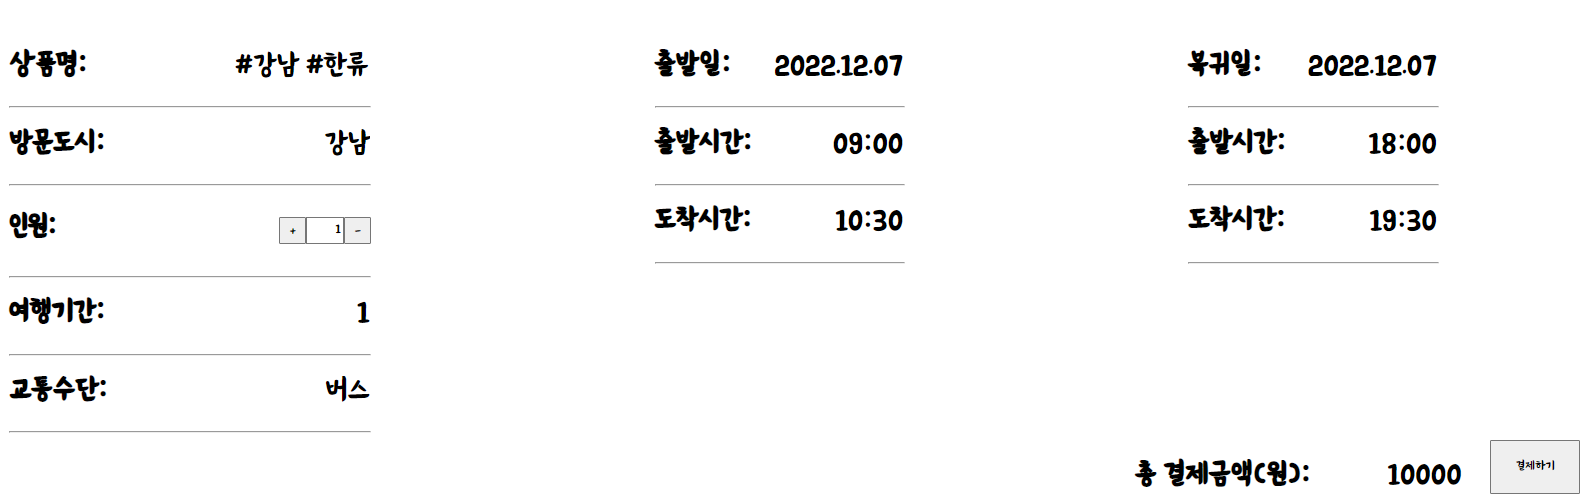 상품명: #강남 #한류
방문도시: 강남
인원: + 1 -
여행기간: 1
교통수단: 버스
출발일: 2022.12.07
출발시간: 09:00
도착시간: 10:30
복귀일: 2022.12.07
출발시간: 18:00
도착시간: 19:30
총 결제금액(원): 10000 결제하기